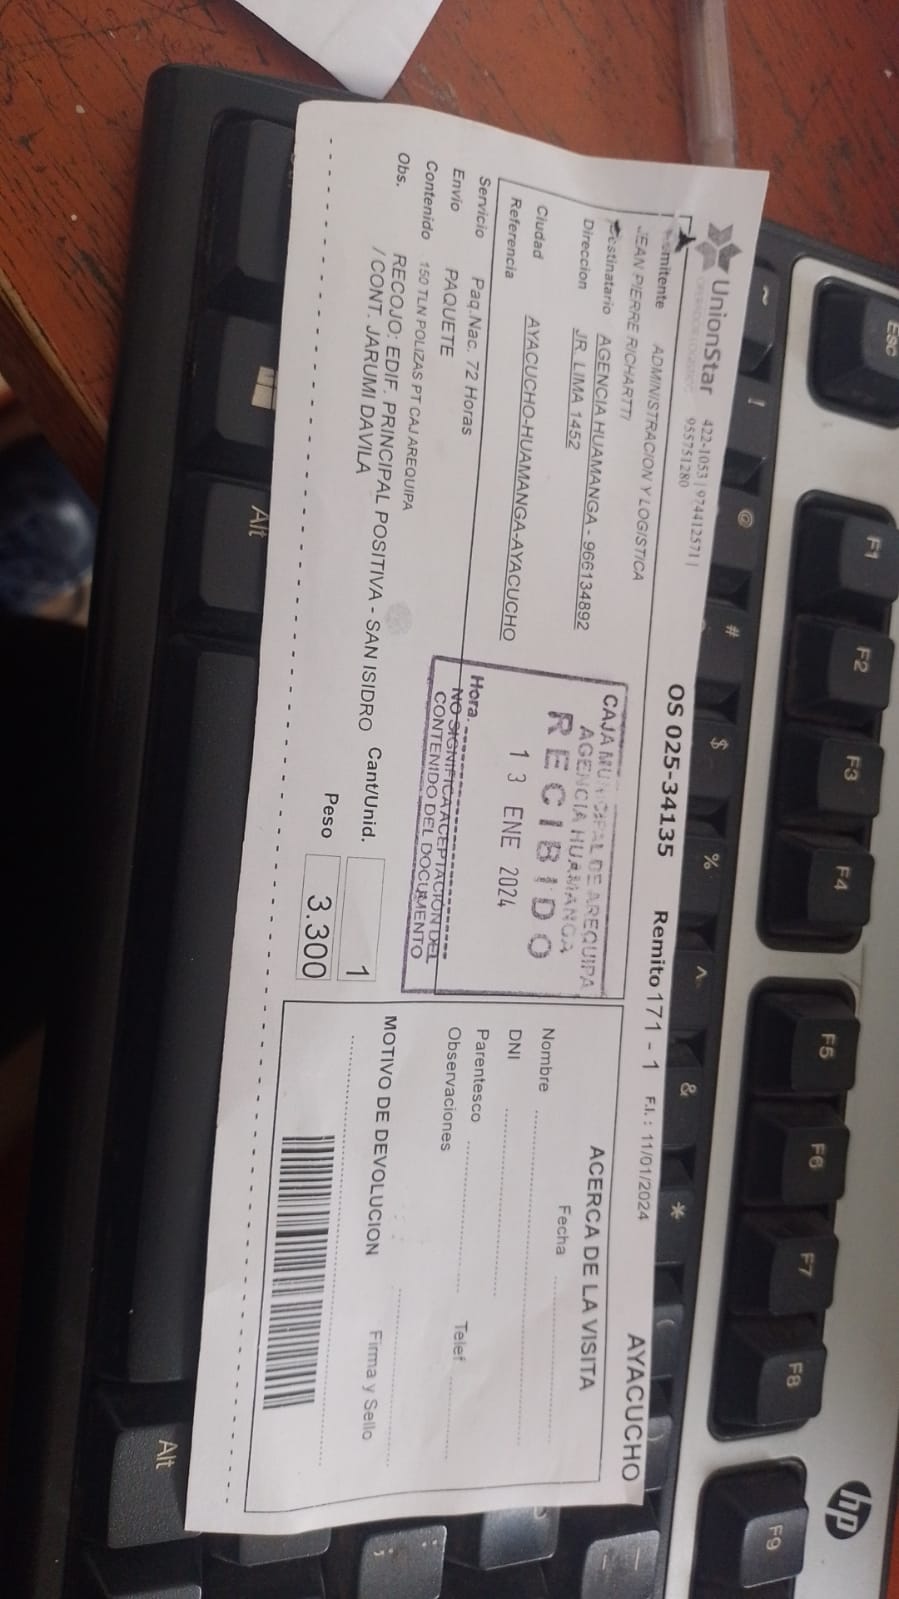 UnionStar 422-1053 | 974412571 |
955751280
OS 025-34135 Remito 171 - 1 F.I. : 11/01/2024 AYACUCHO
ADMINISTRACION Y LOGISTICA
JEAN PIERRE RICHARTTI
Destinatario AGENCIA HUAMANGA - 966134892
Direccion JR. LIMA 1452
Ciudad AYACUCHO-HUAMANGA-AYACUCHO
Referencia
Servicio Paq.Nac. 72 Horas
Envio PAQUETE
Contenido 150 TLN POLIZAS PT CAJ AREQUIPA
Obs. RECOJO: EDIF. PRINCIPAL POSITIVA - SAN ISIDRO
/ CONT. JARUMI DAVILA
Cant/Unid. 1
Peso 3.300
CAJA MUNICIPAL DE AREQUIPA
AGENCIA HUAMANGA
RECIBIDO
13 ENE 2024
Hora.
NO SIGNIFICA ACEPTACIÓN DEL
CONTENIDO DEL DOCUMENTO
ACERCA DE LA VISITA
Fecha
Nombre
DNI
Parentesco
Telef
Observaciones
MOTIVO DE DEVOLUCION
Firma y Sello
Esc
F1
F2
F3
F4
F5
F6
F7
F8
F9
hp
~
!
@
#
$
%
^
&
*
(
)
Alt
Alt
:
;